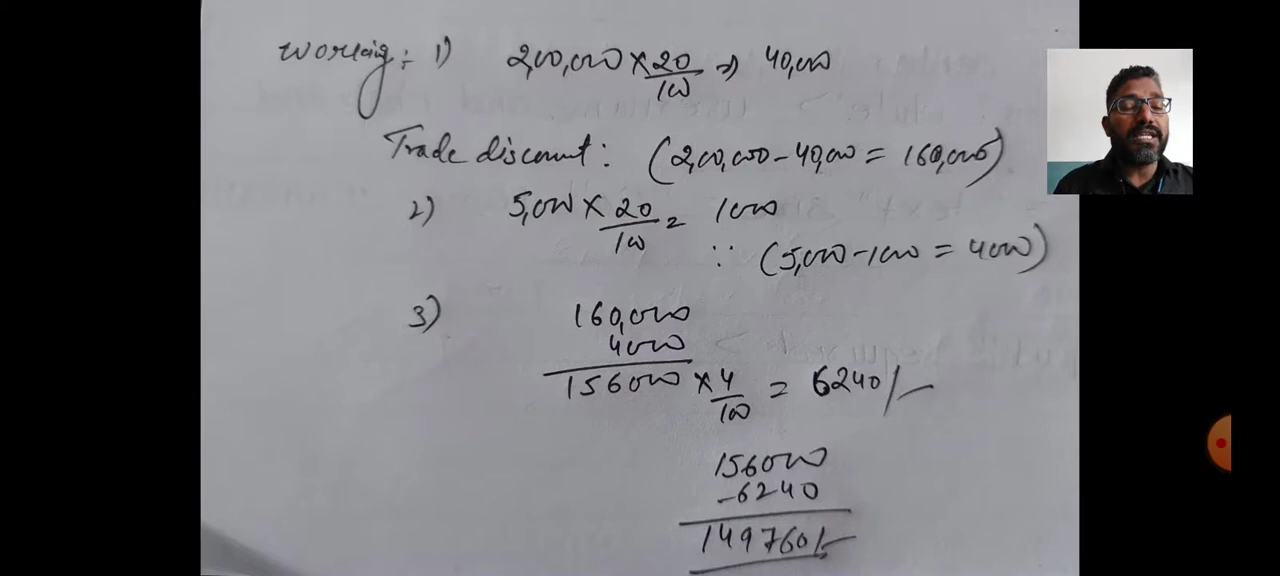 Working: 1) 2,00,000 × 20/100 ⇒ 40,000
Trade discount: (2,00,000 - 40,000 = 160,000)
2) 5,000 × 20/100 = 1000
∵ (5,000 - 1000 = 4000)
3) 160,000
4000
156000 × 4/100 = 6240/-
156000
-6240
149760/-